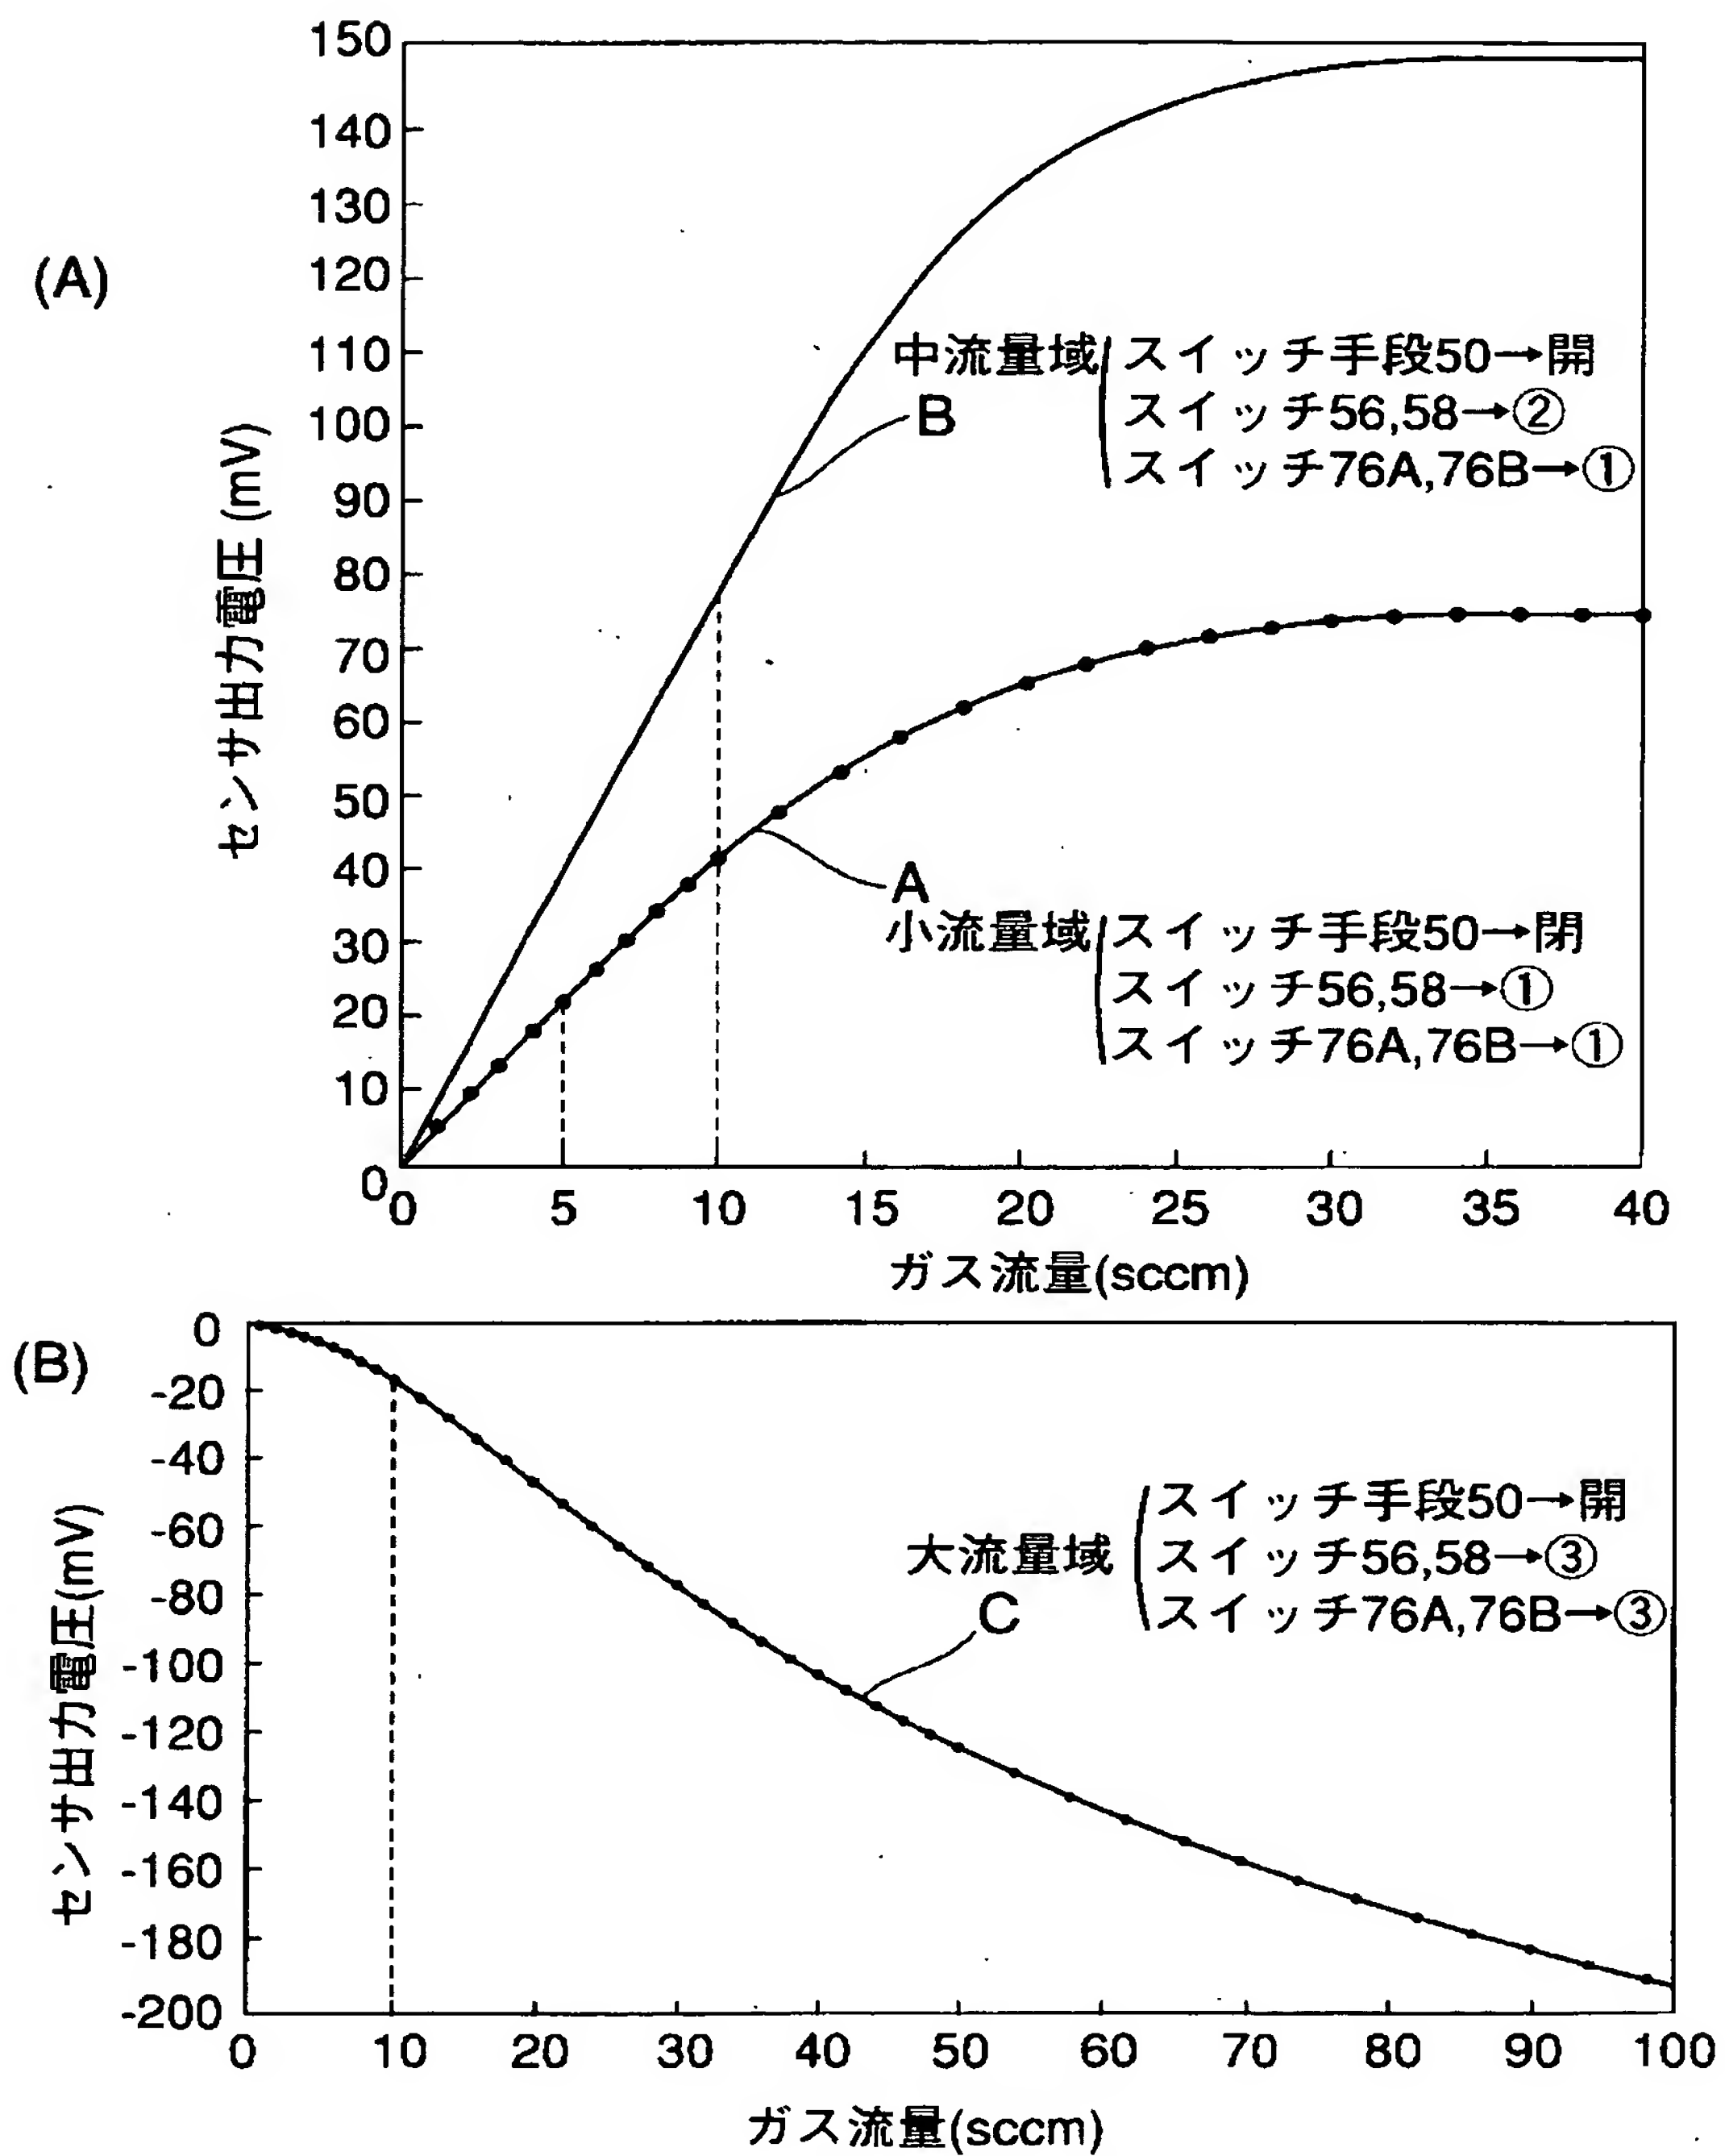 (A)
センサ出力電圧 (mV)
150
140
130
120
110
100
90
80
70
60
50
40
30
20
10
0
中流量域
スイッチ手段50→開
スイッチ56,58→②
スイッチ76A,76B→①
B
A
小流量域
スイッチ手段50→閉
スイッチ56,58→①
スイッチ76A,76B→①
0 5 10 15 20 25 30 35 40
ガス流量(sccm)
(B)
センサ出力電圧(mV)
0
-20
-40
-60
-80
-100
-120
-140
-160
-180
-200
大流量域
スイッチ手段50→開
スイッチ56,58→③
スイッチ76A,76B→③
C
0 10 20 30 40 50 60 70 80 90 100
ガス流量(sccm)